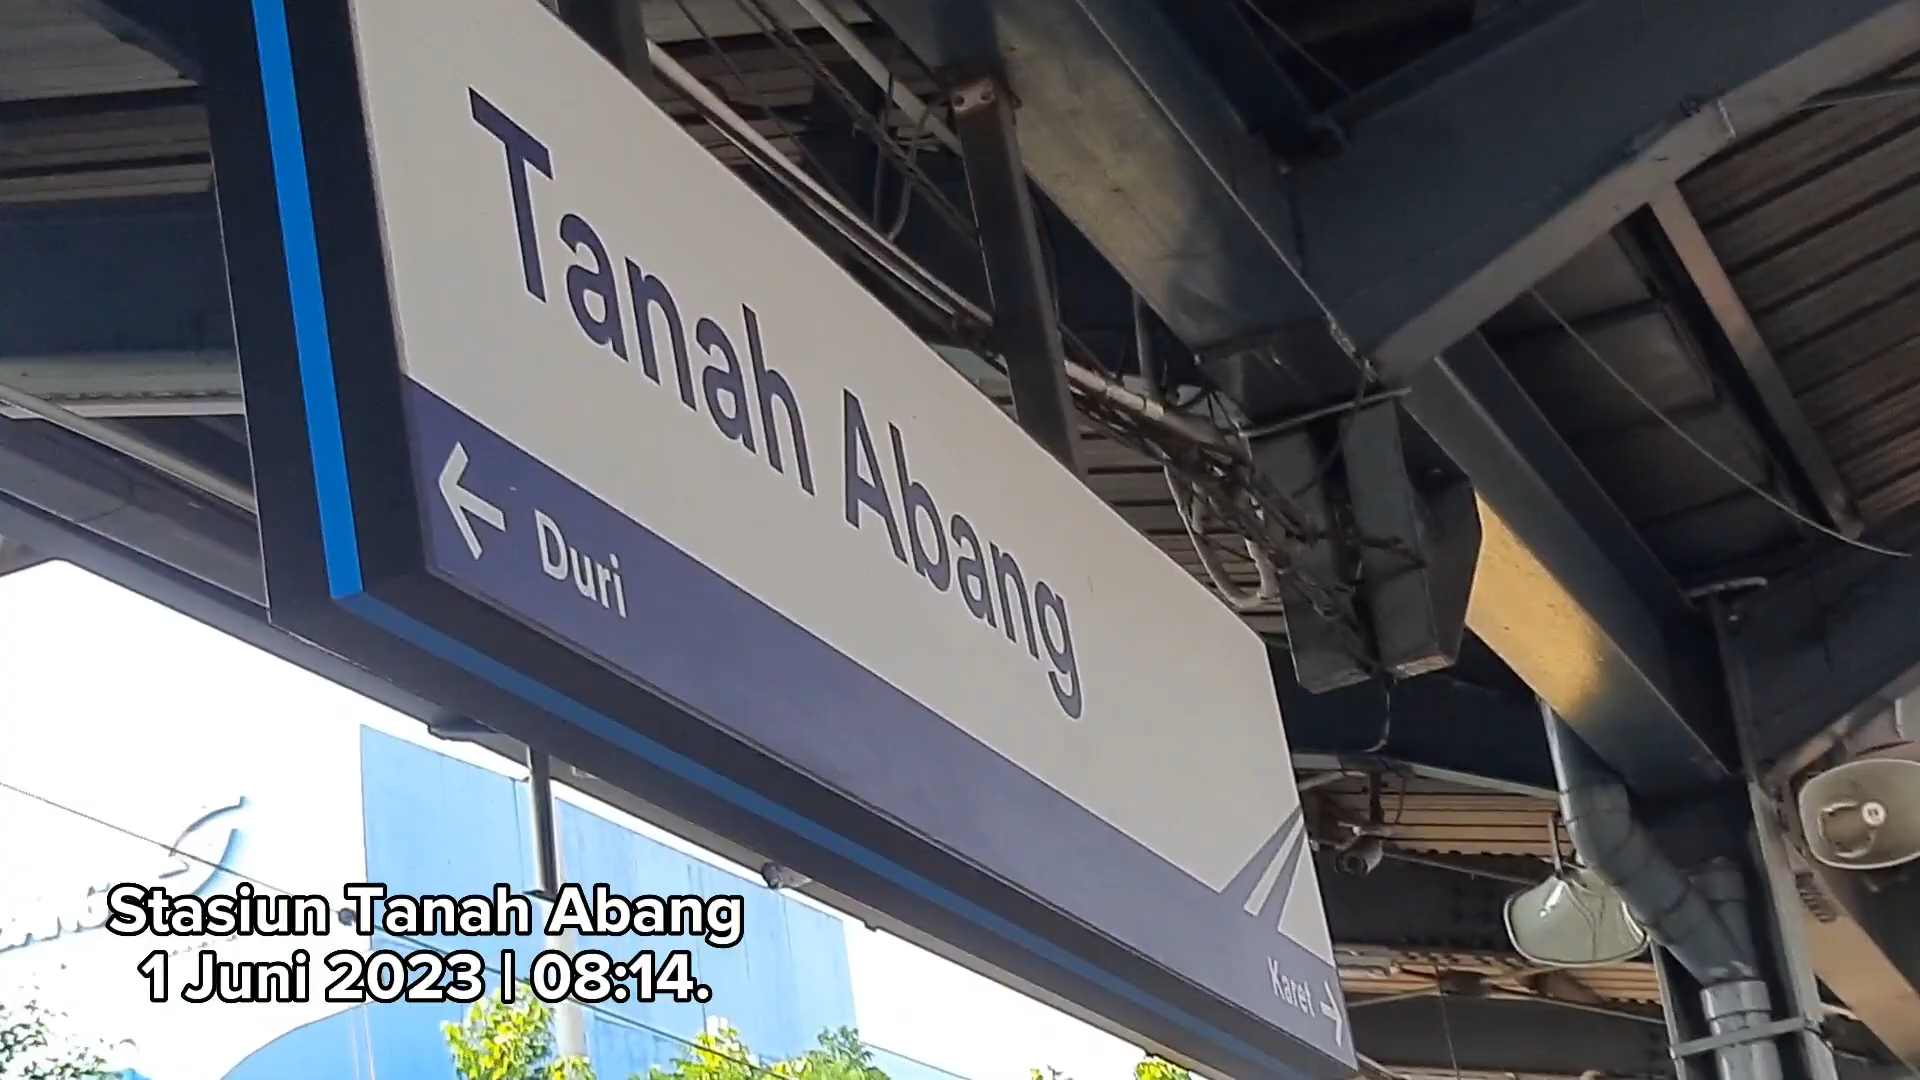 Tanah Abang
← Duri
Karet →
Stasiun Tanah Abang
1 Juni 2023 | 08:14.